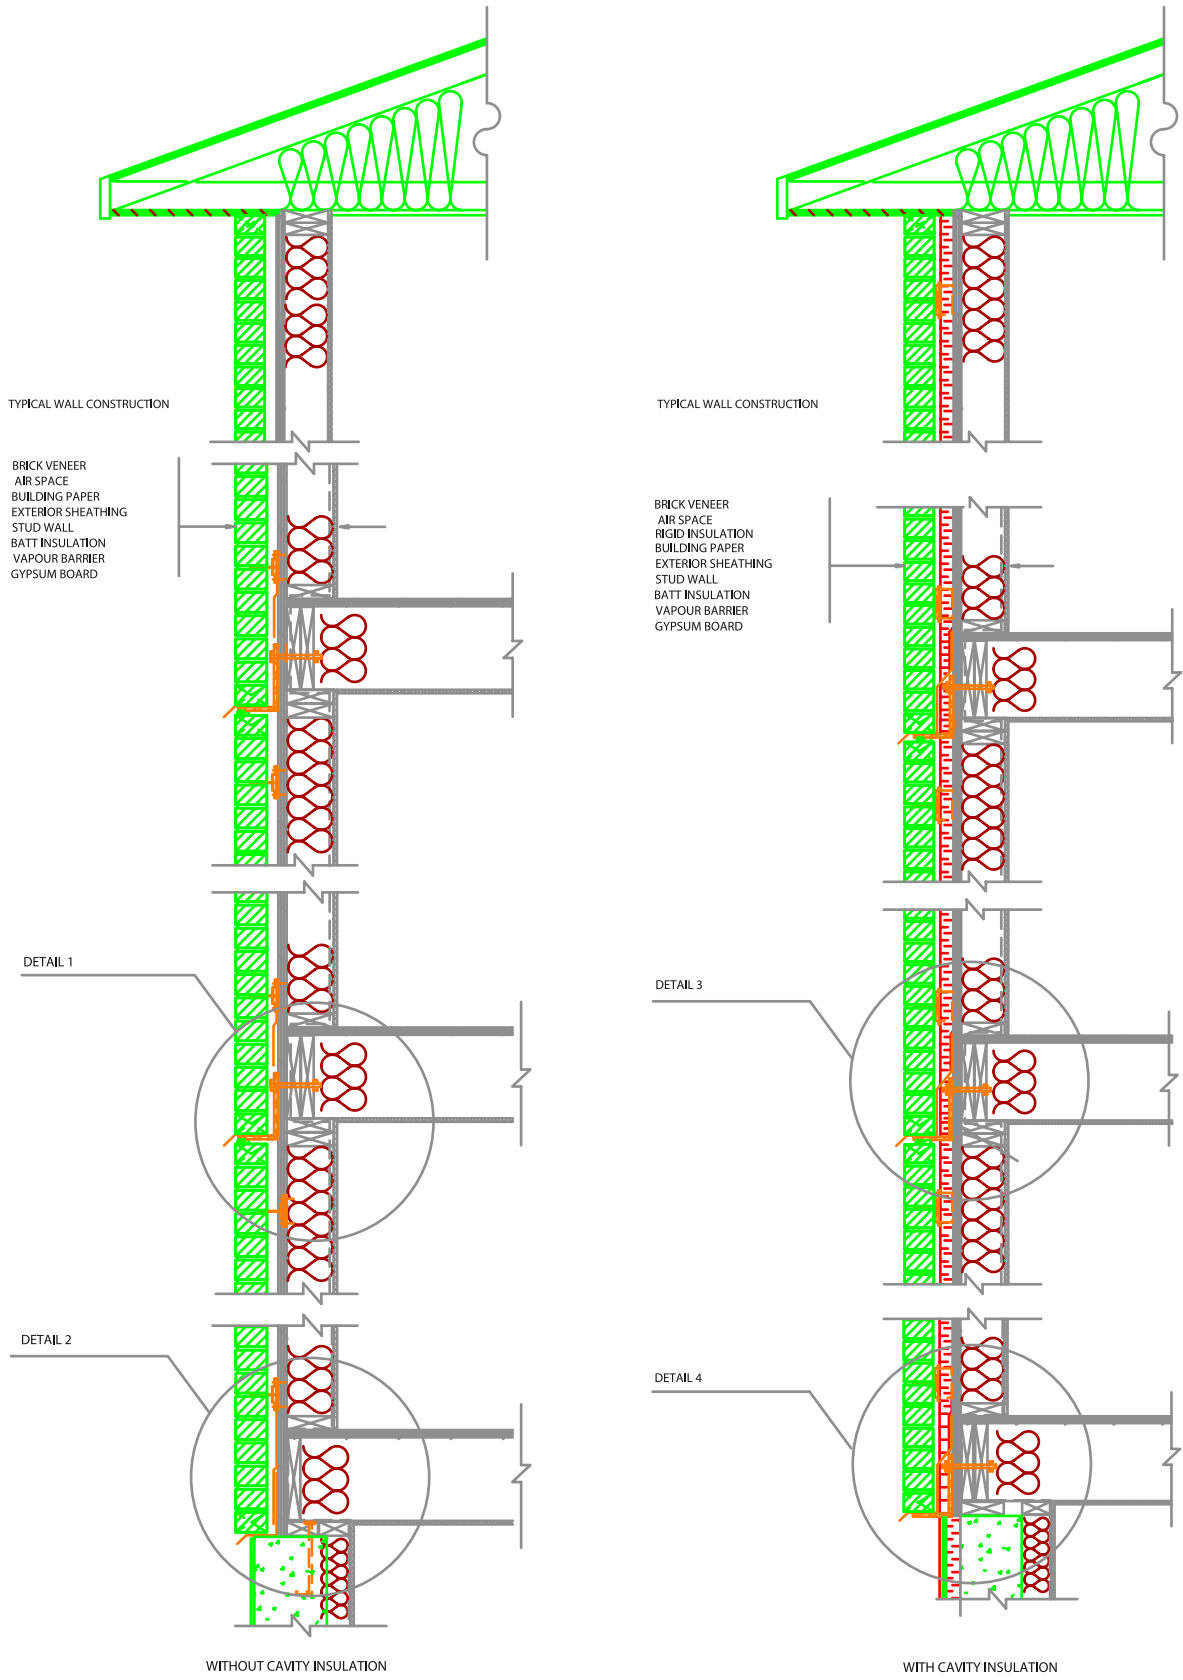 TYPICAL WALL CONSTRUCTION
BRICK VENEER
AIR SPACE
BUILDING PAPER
EXTERIOR SHEATHING
STUD WALL
BATT INSULATION
VAPOUR BARRIER
GYPSUM BOARD
DETAIL 1
DETAIL 2
WITHOUT CAVITY INSULATION
TYPICAL WALL CONSTRUCTION
BRICK VENEER
AIR SPACE
RIGID INSULATION
BUILDING PAPER
EXTERIOR SHEATHING
STUD WALL
BATT INSULATION
VAPOUR BARRIER
GYPSUM BOARD
DETAIL 3
DETAIL 4
WITH CAVITY INSULATION